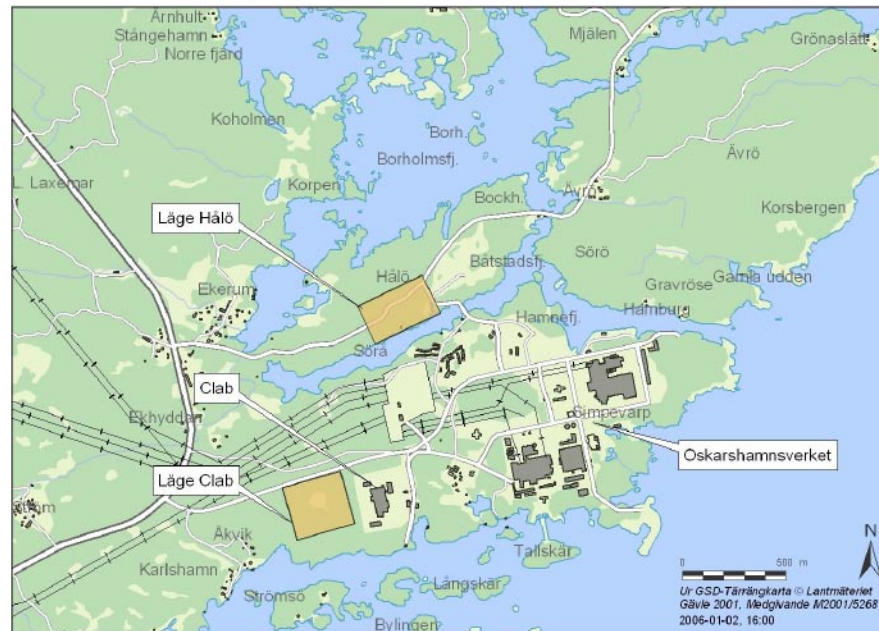 Arnhult
Stångehamn
Norre fjärd
Mjälen
Grönaslätt
Koholmen
Borh.
Borholmsfj.
Ävrö
L. Laxemar
Korpen
Bockh.
Ävrö
Korsbergen
Läge Hålö
Hålö
Båtstadsfj.
Sörö
Ekerum
Gravröse
Gamla udden
Hamnefj.
Hamburg
Sörå
Clab
Ekhyddan
Simpevarp
Oskarshamnsverket
Läge Clab
Ström
Åkvik
Karlshamn
Tallskär
Strömsö
Långskär
Bylingen
N
0 500 m
Ur GSD-Terrängkarta © Lantmäteriet
Gävle 2001, Medgivande M2001/5268
2006-01-02, 16:00